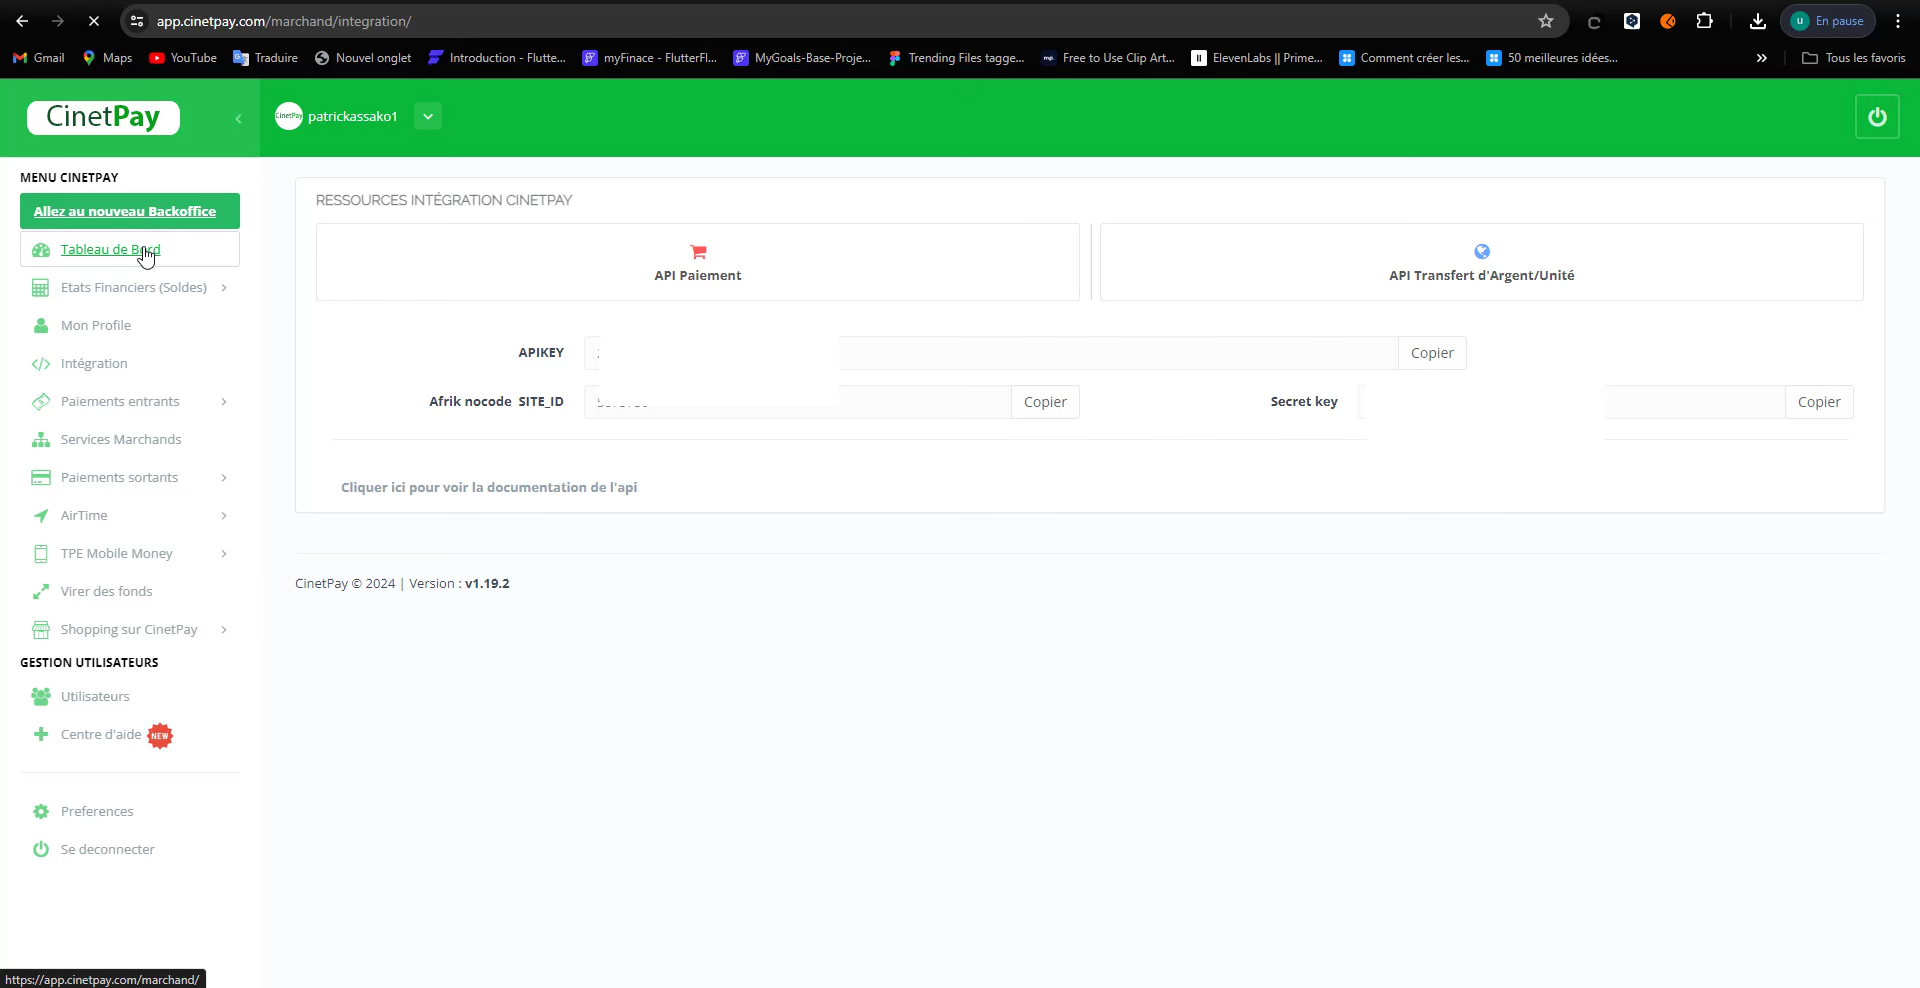 app.cinetpay.com/marchand/integration/
En pause
Gmail
Maps
YouTube
Traduire
Nouvel onglet
Introduction - Flutte...
myFinace - FlutterFl...
MyGoals-Base-Proje...
Trending Files tagge...
Free to Use Clip Art...
ElevenLabs || Prime...
Comment créer les...
50 meilleures idées...
Tous les favoris
CinetPay
CinetPay
patrickassako1
MENU CINETPAY
Allez au nouveau Backoffice
Tableau de Bord
Etats Financiers (Soldes)
Mon Profile
Intégration
Paiements entrants
Services Marchands
Paiements sortants
AirTime
TPE Mobile Money
Virer des fonds
Shopping sur CinetPay
GESTION UTILISATEURS
Utilisateurs
Centre d'aide NEW
Preferences
Se deconnecter
RESSOURCES INTÉGRATION CINETPAY
API Paiement
API Transfert d'Argent/Unité
APIKEY
Copier
Afrik nocode SITE_ID
Copier
Secret key
Copier
Cliquer ici pour voir la documentation de l'api
CinetPay © 2024 | Version : v1.19.2
https://app.cinetpay.com/marchand/